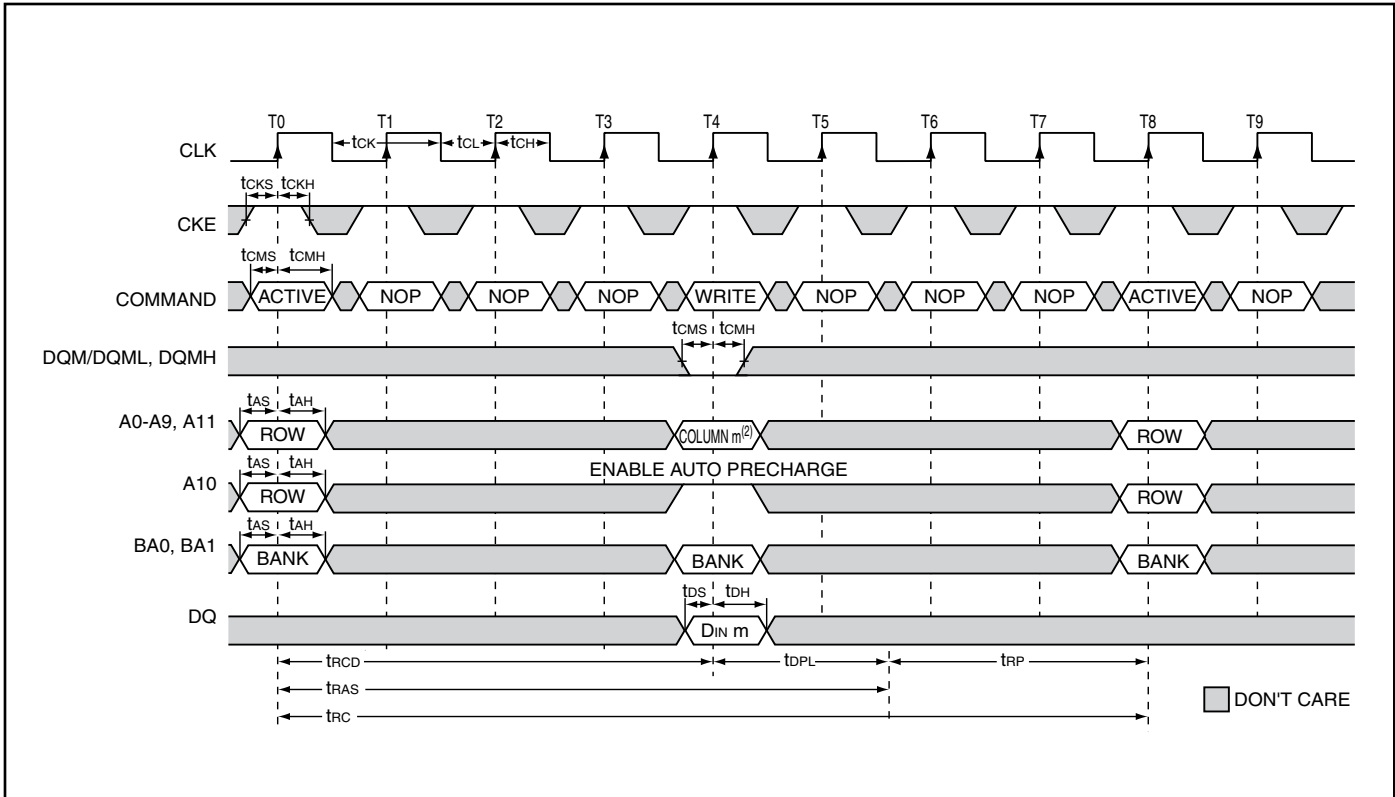 T0 T1 T2 T3 T4 T5 T6 T7 T8 T9
CLK tCK tCL tCH
tCKS tCKH
CKE
tCMS tCMH
COMMAND ACTIVE NOP NOP NOP WRITE NOP NOP NOP ACTIVE NOP
tCMS tCMH
DQM/DQML, DQMH
tAS tAH
A0-A9, A11 ROW COLUMN m(2) ROW
tAS tAH ENABLE AUTO PRECHARGE
A10 ROW ROW
tAS tAH
BA0, BA1 BANK BANK BANK
tDS tDH
DQ DIN m
tRCD tDPL tRP
tRAS
DON'T CARE
tRC